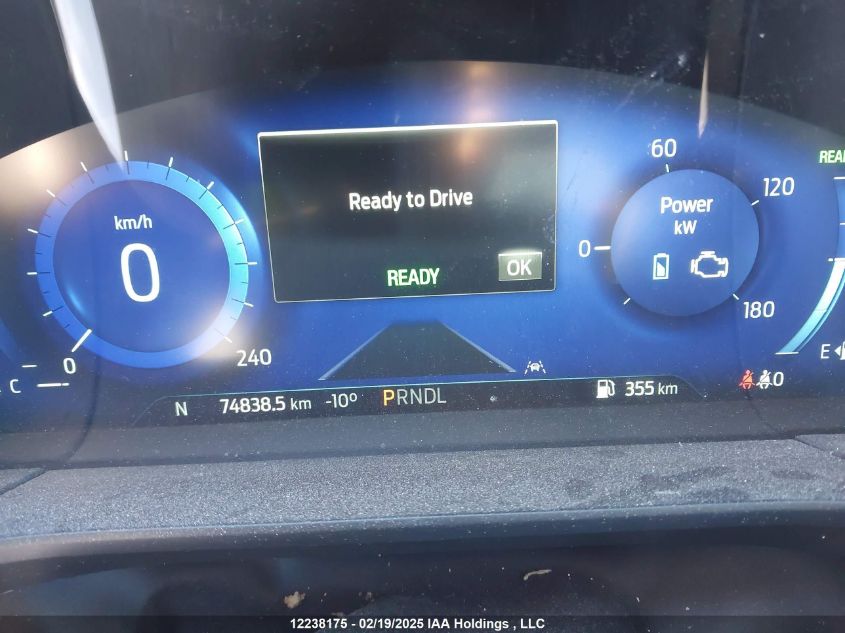 60
REA
120
Power
kW
0
180
km/h
0
0
240
Ready to Drive
READY
OK
C
E
N 74838.5 km -10° PRNDL
355 km
0
12238175 - 02/19/2025 IAA Holdings , LLC